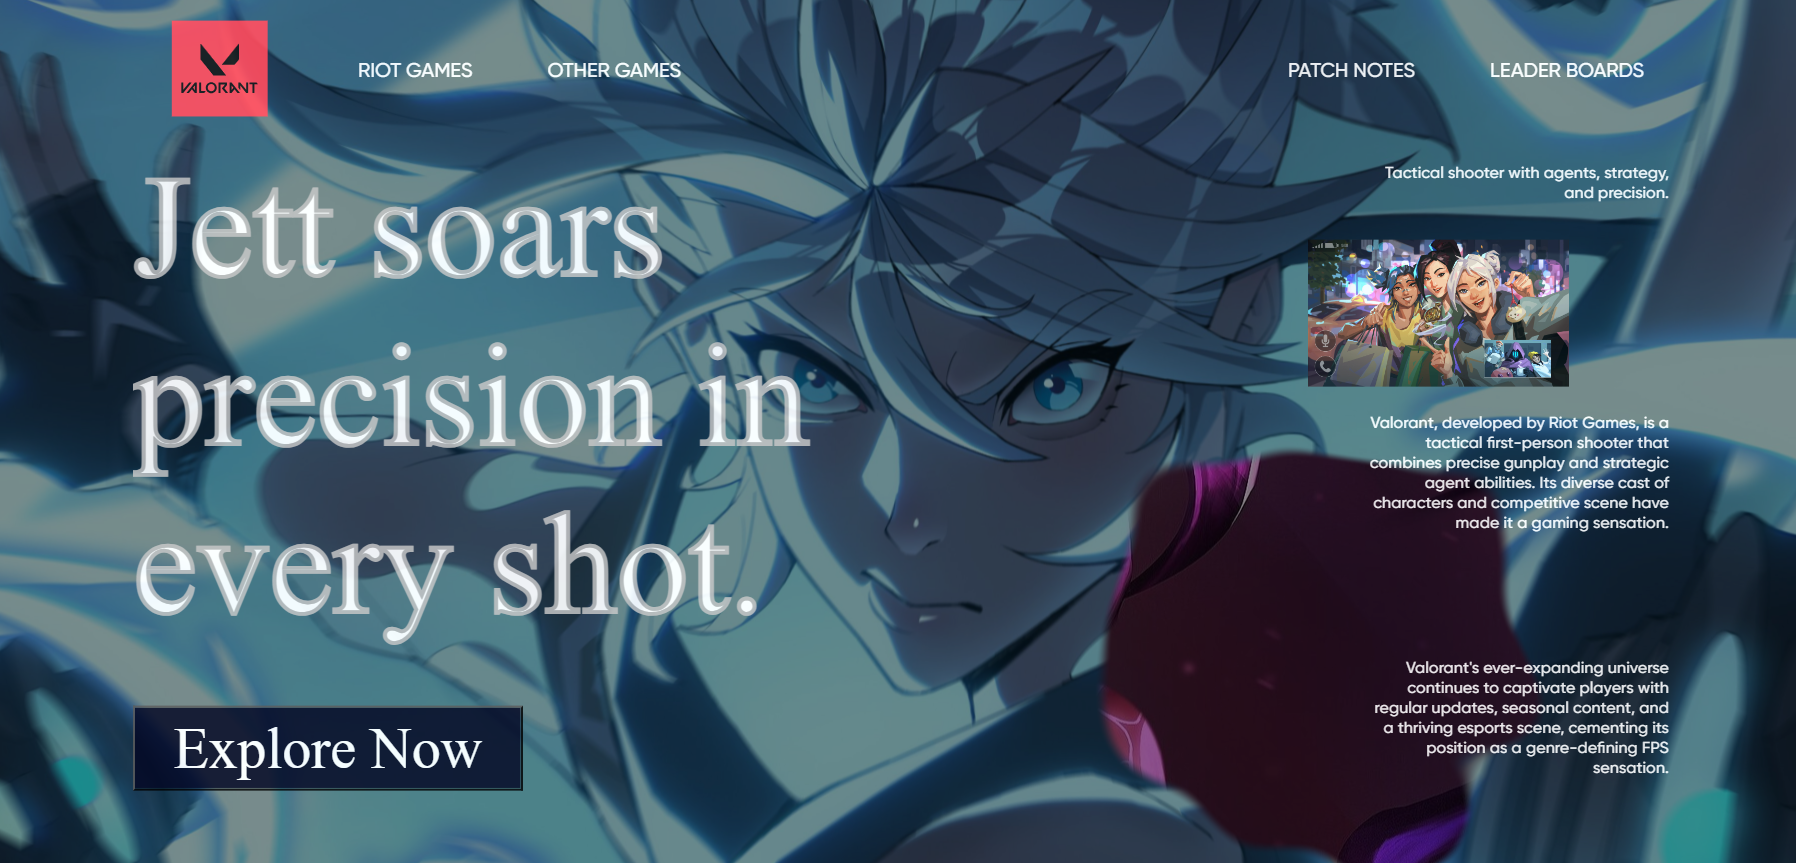 VALORANT
RIOT GAMES
OTHER GAMES
PATCH NOTES
LEADER BOARDS
Jett soars
precision in
every shot.
Explore Now
Tactical shooter with agents, strategy,
and precision.
Valorant, developed by Riot Games, is a
tactical first-person shooter that
combines precise gunplay and strategic
agent abilities. Its diverse cast of
characters and competitive scene have
made it a gaming sensation.
Valorant's ever-expanding universe
continues to captivate players with
regular updates, seasonal content, and
a thriving esports scene, cementing its
position as a genre-defining FPS
sensation.